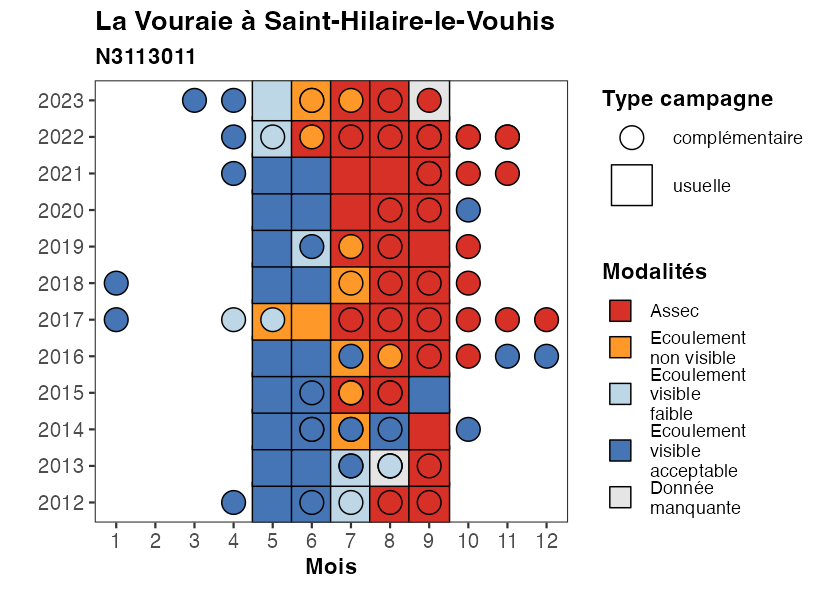 La Vouraie à Saint-Hilaire-le-Vouhis
N3113011
2023
2022
2021
2020
2019
2018
2017
2016
2015
2014
2013
2012
1 2 3 4 5 6 7 8 9 10 11 12
Mois
Type campagne
complémentaire
usuelle
Modalités
Assec
Ecoulement
non visible
Ecoulement
visible
faible
Ecoulement
visible
acceptable
Donnée
manquante